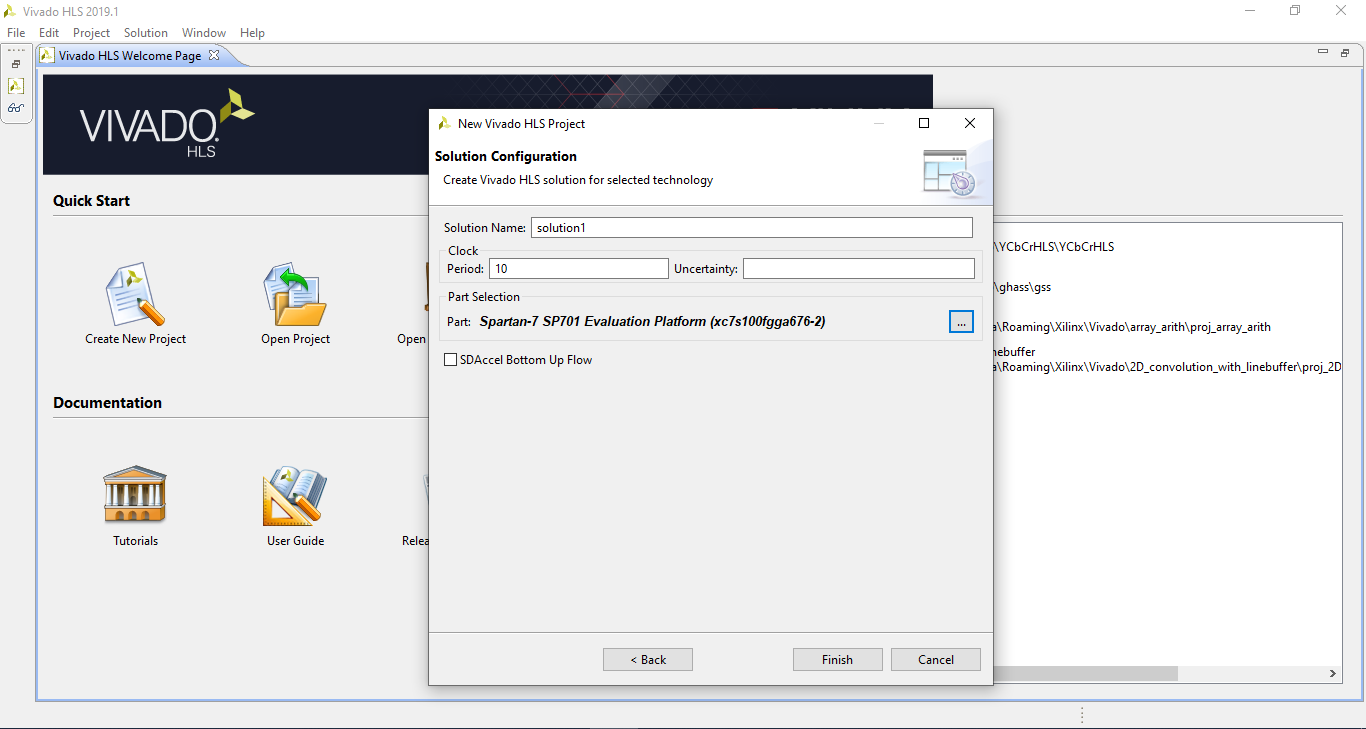 Vivado HLS 2019.1
File Edit Project Solution Window Help
Vivado HLS Welcome Page
VIVADO.
HLS
Quick Start
Create New Project
Open Project
Open
Documentation
Tutorials
User Guide
New Vivado HLS Project
Solution Configuration
Create Vivado HLS solution for selected technology
Solution Name: solution1
Clock
Period: 10 Uncertainty:
Part Selection
Part: Spartan-7 SP701 Evaluation Platform (xc7s100fgga676-2) ...
SDAccel Bottom Up Flow
< Back Finish Cancel
\YCbCrHLS\YCbCrHLS
\ghass\gss
a\Roaming\Xilinx\Vivado\array_arith\proj_array_arith
nebuffer
a\Roaming\Xilinx\Vivado\2D_convolution_with_linebuffer\proj_2D